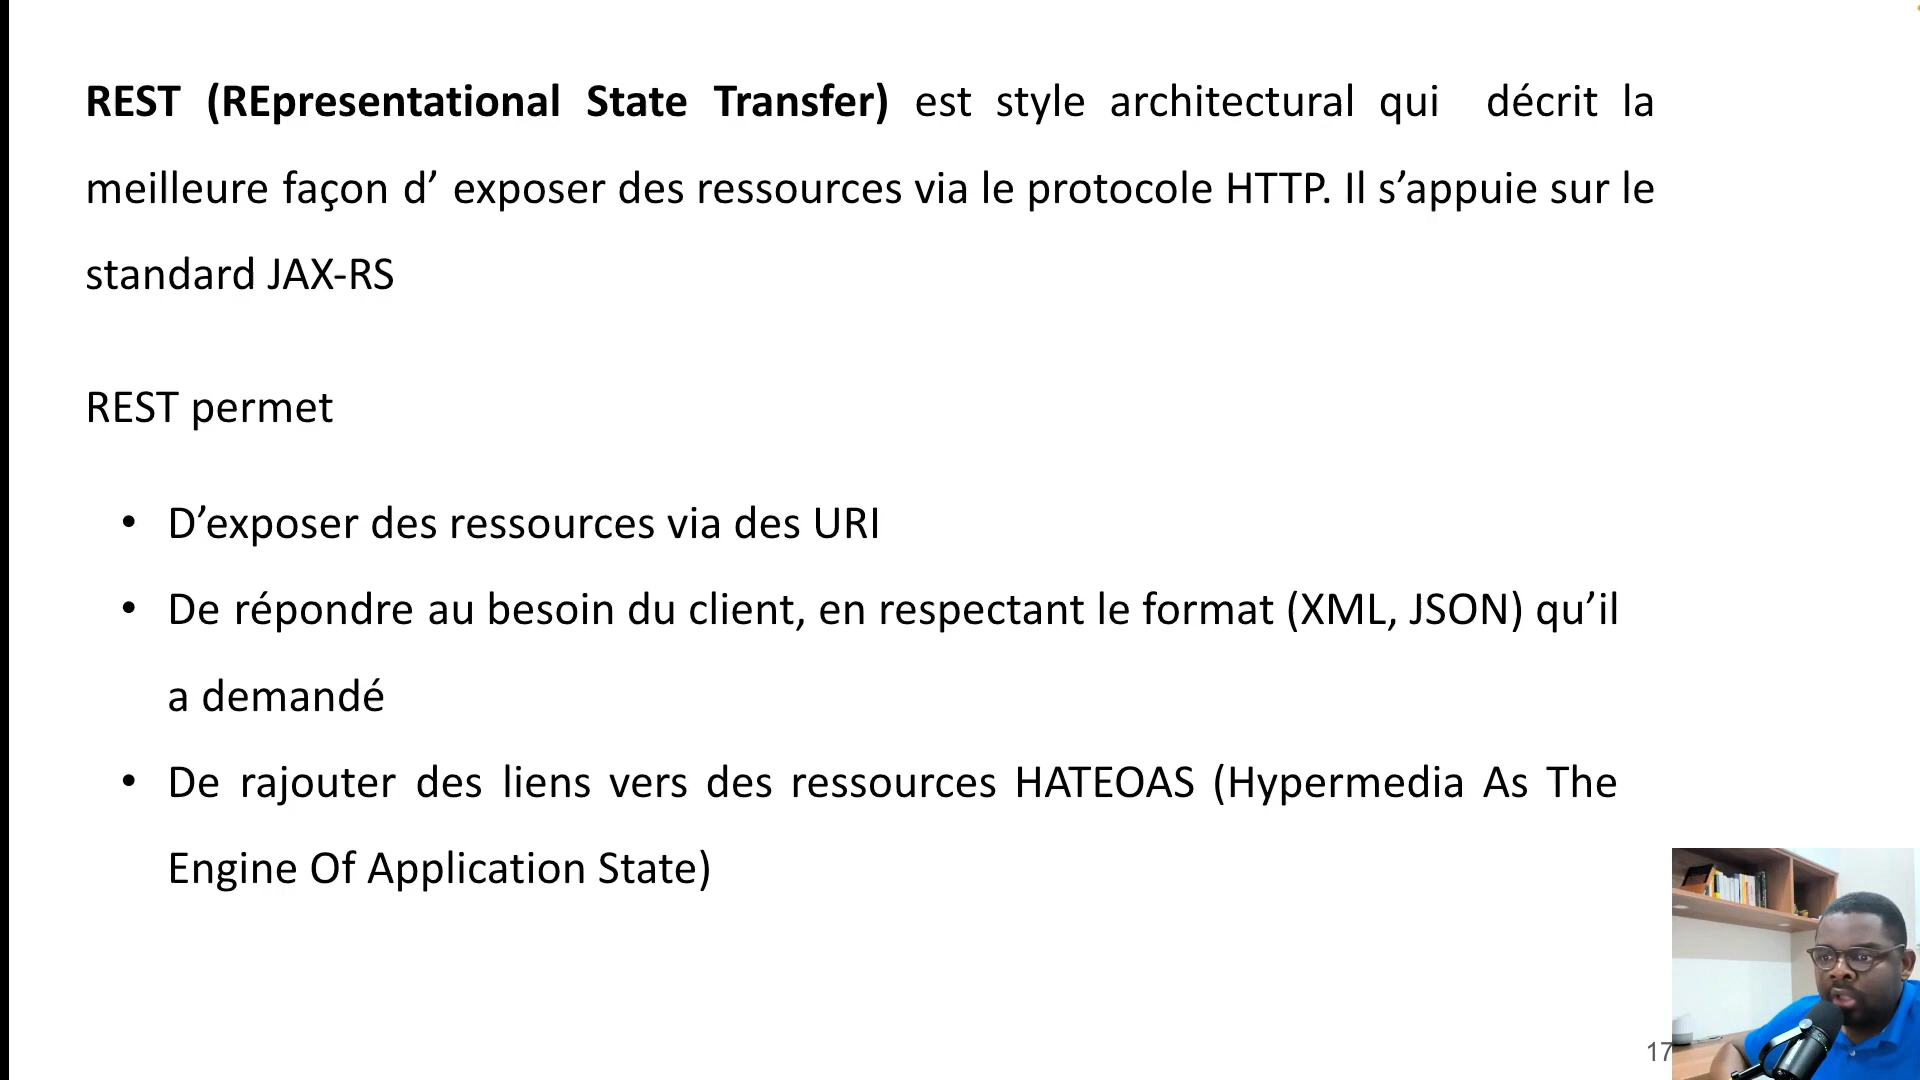 REST (REpresentational State Transfer) est style architectural qui décrit la
meilleure façon d’ exposer des ressources via le protocole HTTP. Il s’appuie sur le
standard JAX-RS
REST permet
• D’exposer des ressources via des URI
• De répondre au besoin du client, en respectant le format (XML, JSON) qu’il
a demandé
• De rajouter des liens vers des ressources HATEOAS (Hypermedia As The
Engine Of Application State)
17